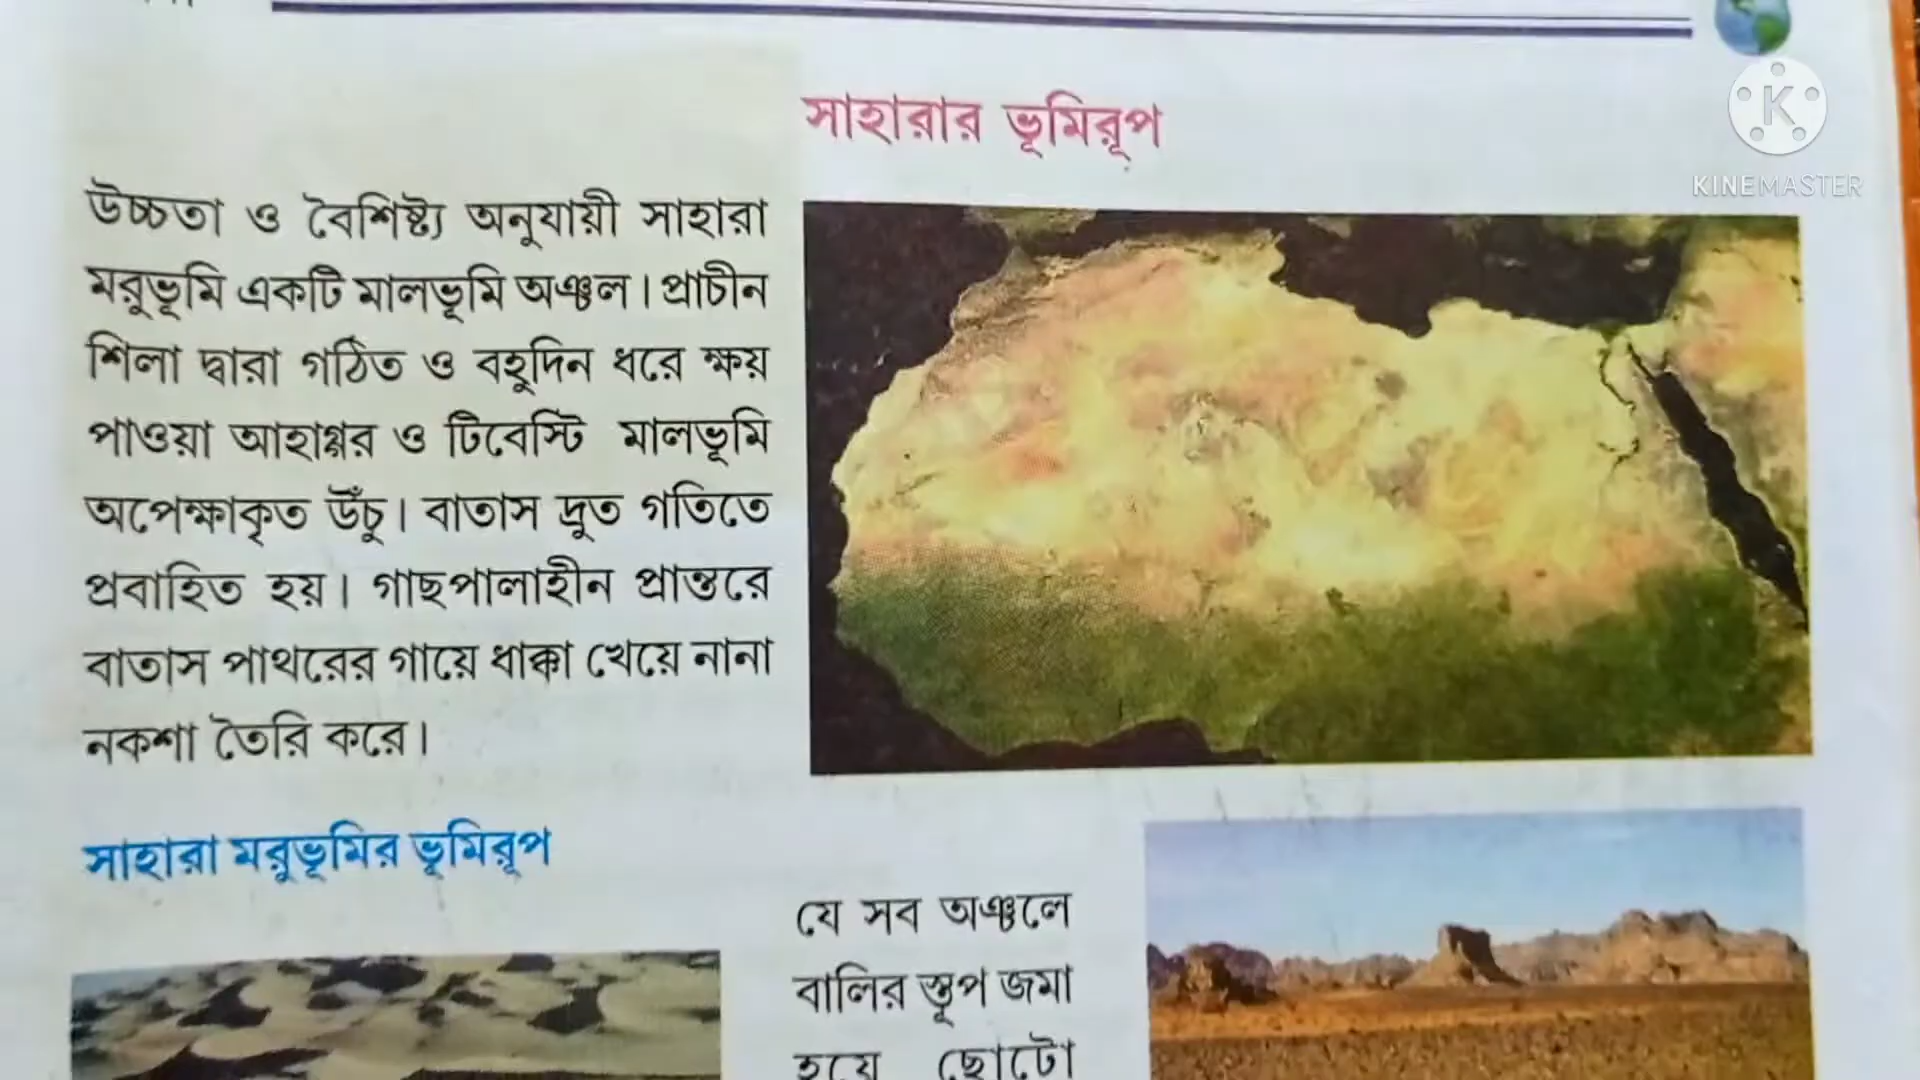 সাহারার ভূমিরূপ
উচ্চতা ও বৈশিষ্ট্য অনুযায়ী সাহারা
মরুভূমি একটি মালভূমি অঞ্চল। প্রাচীন
শিলা দ্বারা গঠিত ও বহুদিন ধরে ক্ষয়
পাওয়া আহাগ্গর ও টিবেস্টি মালভূমি
অপেক্ষাকৃত উঁচু। বাতাস দ্রুত গতিতে
প্রবাহিত হয়। গাছপালাহীন প্রান্তরে
বাতাস পাথরের গায়ে ধাক্কা খেয়ে নানা
নকশা তৈরি করে।
সাহারা মরুভূমির ভূমিরূপ
যে সব অঞ্চলে
বালির স্তূপ জমা
হয়ে ছোটো
K
KINEMASTER